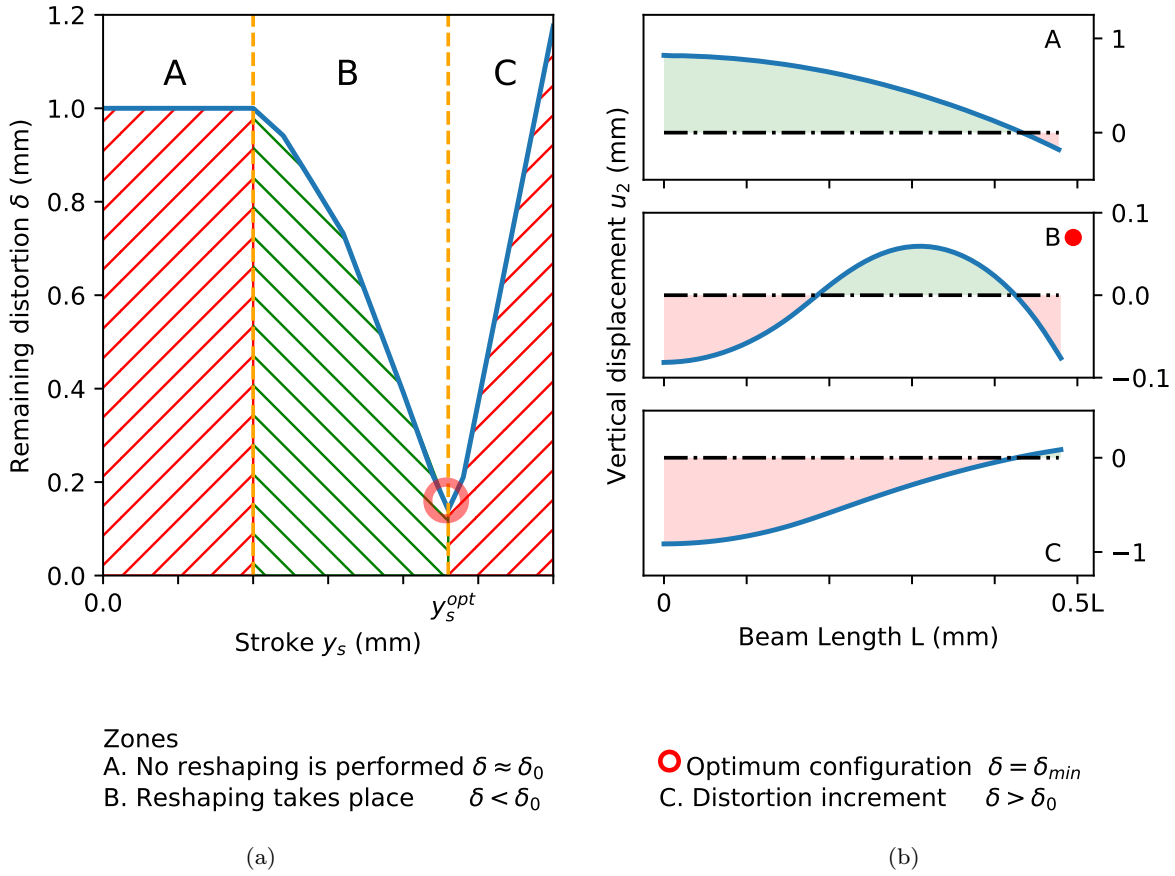 1.2
1.0
0.8
0.6
0.4
0.2
0.0
Remaining distortion δ (mm)
A
B
C
0.0
y_s^{opt}
Stroke y_s (mm)
Vertical displacement u_2 (mm)
A
1
0
B
0.1
0.0
−0.1
0
C
−1
0
0.5L
Beam Length L (mm)
Zones
A. No reshaping is performed δ ≈ δ_0
B. Reshaping takes place δ < δ_0
Optimum configuration δ = δ_{min}
C. Distortion increment δ > δ_0
(a)
(b)